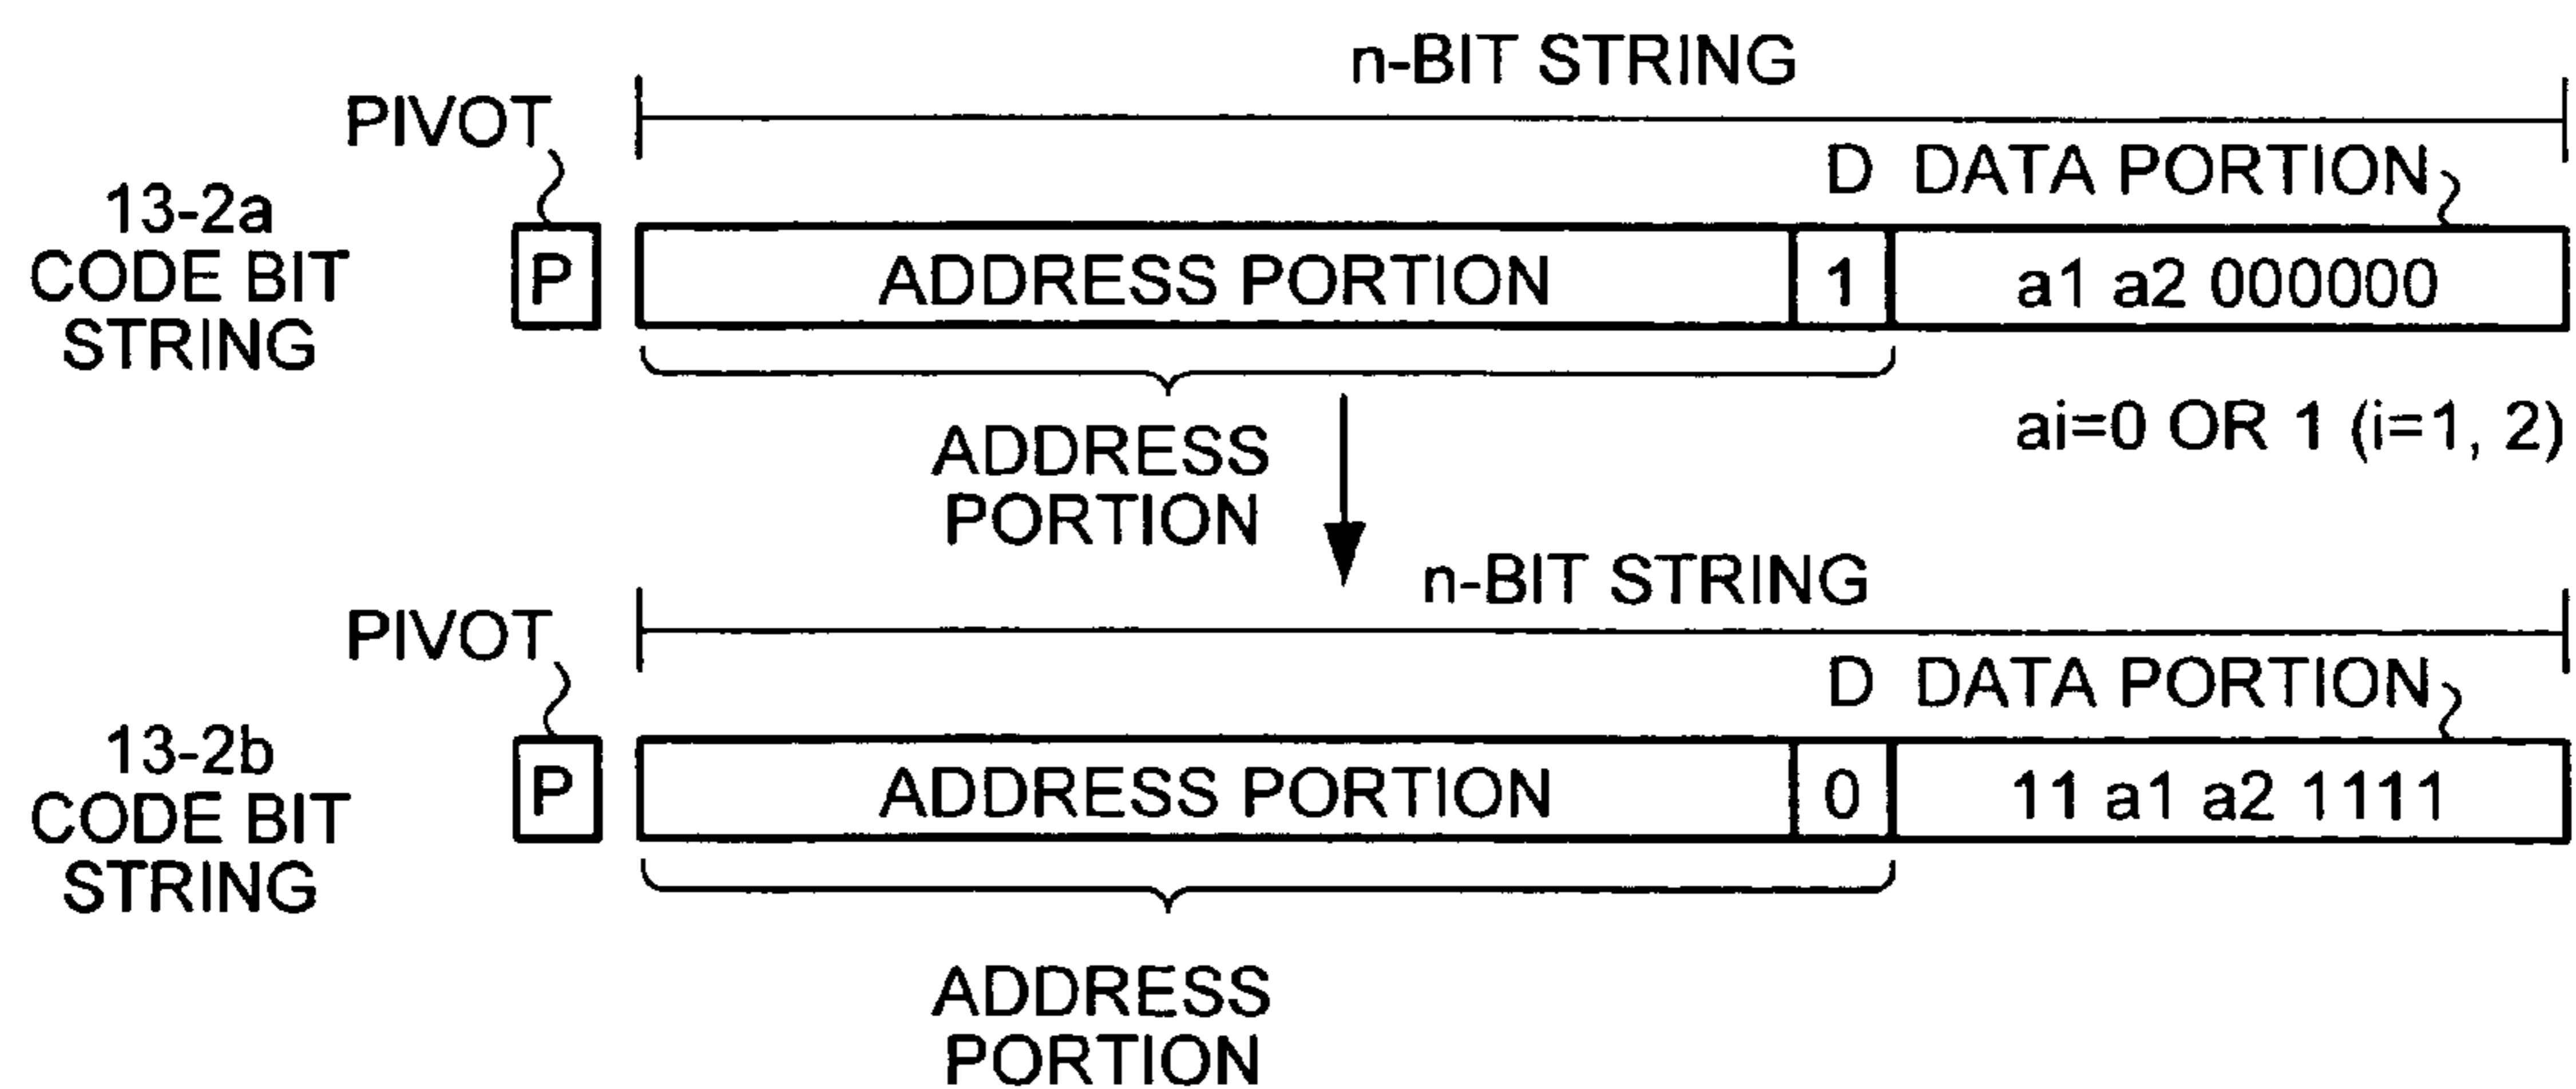 n-BIT STRING
PIVOT
D DATA PORTION
13-2a
CODE BIT
STRING
P
ADDRESS PORTION
1
a1 a2 000000
ADDRESS
PORTION
ai=0 OR 1 (i=1, 2)
n-BIT STRING
PIVOT
D DATA PORTION
13-2b
CODE BIT
STRING
P
ADDRESS PORTION
0
11 a1 a2 1111
ADDRESS
PORTION